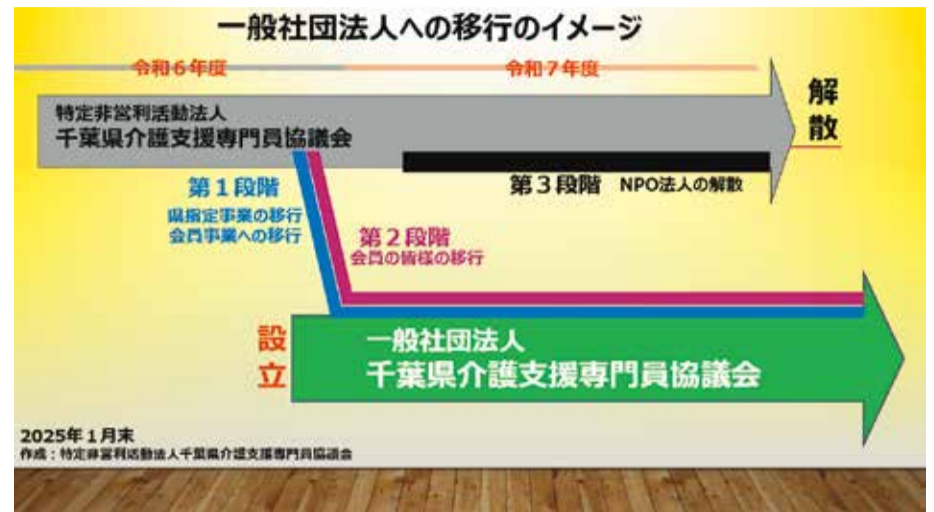 一般社団法人への移行のイメージ
令和6年度
令和7年度
特定非営利活動法人
千葉県介護支援専門員協議会
解
散
第1段階
県指定事業の移行
会員事業への移行
第2段階
会員の皆様の移行
第3段階 NPO法人の解散
設
立
一般社団法人
千葉県介護支援専門員協議会
2025年1月末
作成:特定非営利活動法人千葉県介護支援専門員協議会